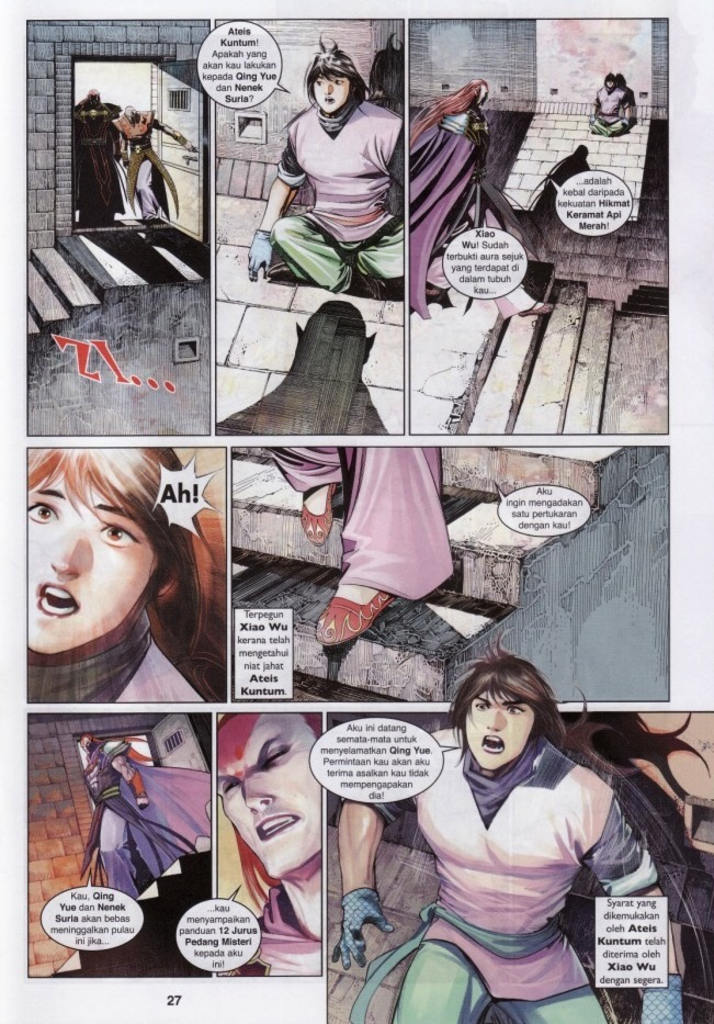 Ateis
Kuntum!
Apakah yang
akan kau lakukan
kepada Qing Yue
dan Nenek
Suria?
...adalah
kebal daripada
kekuatan Hikmat
Keramat Api
Merah!
Xiao
Wu! Sudah
terbukti aura sejuk
yang terdapat di
dalam tubuh
kau...
ZI...
Ah!
Aku
ingin mengadakan
satu pertukaran
dengan kau!
Terpegun
Xiao Wu
kerana telah
mengetahui
niat jahat
Ateis
Kuntum.
Kau, Qing
Yue dan Nenek
Suria akan bebas
meninggalkan pulau
ini jika...
...kau
menyampaikan
panduan 12 Jurus
Pedang Misteri
kepada aku
ini!
Aku ini datang
semata-mata untuk
menyelamatkan Qing Yue.
Permintaan kau akan aku
terima asalkan kau tidak
mempengapakan
dia!
Syarat yang
dikemukakan
oleh Ateis
Kuntum telah
diterima oleh
Xiao Wu
dengan segera.
27